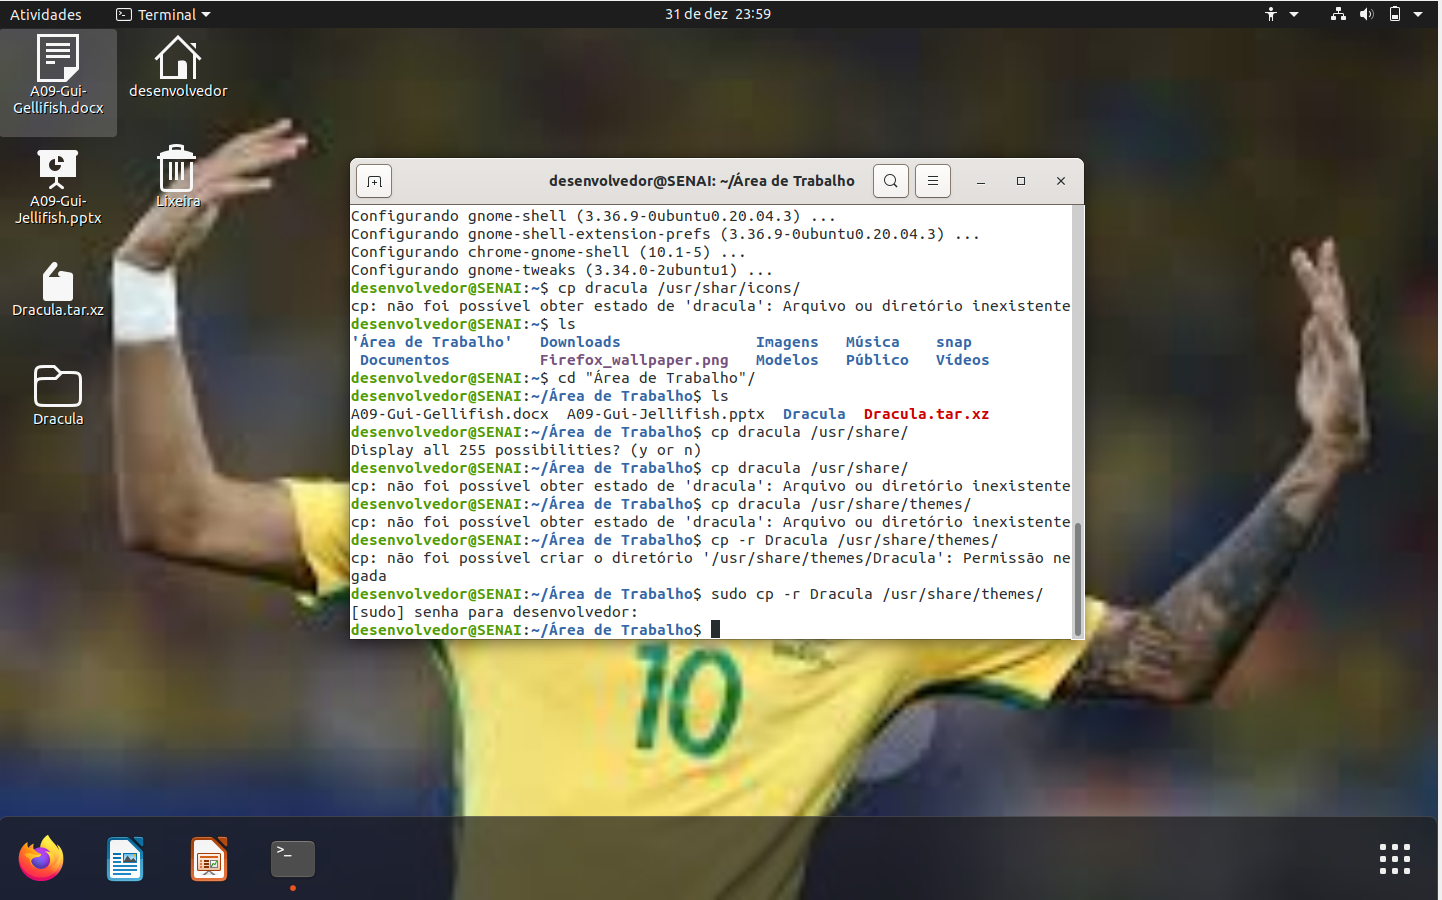 Atividades
Terminal
31 de dez 23:59
A09-Gui-
Gellifish.docx
desenvolvedor
A09-Gui-
Jellifish.pptx
Lixeira
Dracula.tar.xz
Dracula
desenvolvedor@SENAI: ~/Área de Trabalho
Configurando gnome-shell (3.36.9-0ubuntu0.20.04.3) ...
Configurando gnome-shell-extension-prefs (3.36.9-0ubuntu0.20.04.3) ...
Configurando chrome-gnome-shell (10.1-5) ...
Configurando gnome-tweaks (3.34.0-2ubuntu1) ...
desenvolvedor@SENAI:~$ cp dracula /usr/shar/icons/
cp: não foi possível obter estado de 'dracula': Arquivo ou diretório inexistente
desenvolvedor@SENAI:~$ ls
'Área de Trabalho' Downloads Imagens Música snap
Documentos Firefox_wallpaper.png Modelos Público Vídeos
desenvolvedor@SENAI:~$ cd "Área de Trabalho"/
desenvolvedor@SENAI:~/Área de Trabalho$ ls
A09-Gui-Gellifish.docx A09-Gui-Jellifish.pptx Dracula Dracula.tar.xz
desenvolvedor@SENAI:~/Área de Trabalho$ cp dracula /usr/share/
Display all 255 possibilities? (y or n)
desenvolvedor@SENAI:~/Área de Trabalho$ cp dracula /usr/share/
cp: não foi possível obter estado de 'dracula': Arquivo ou diretório inexistente
desenvolvedor@SENAI:~/Área de Trabalho$ cp dracula /usr/share/themes/
cp: não foi possível obter estado de 'dracula': Arquivo ou diretório inexistente
desenvolvedor@SENAI:~/Área de Trabalho$ cp -r Dracula /usr/share/themes/
cp: não foi possível criar o diretório '/usr/share/themes/Dracula': Permissão ne
gada
desenvolvedor@SENAI:~/Área de Trabalho$ sudo cp -r Dracula /usr/share/themes/
[sudo] senha para desenvolvedor:
desenvolvedor@SENAI:~/Área de Trabalho$
10